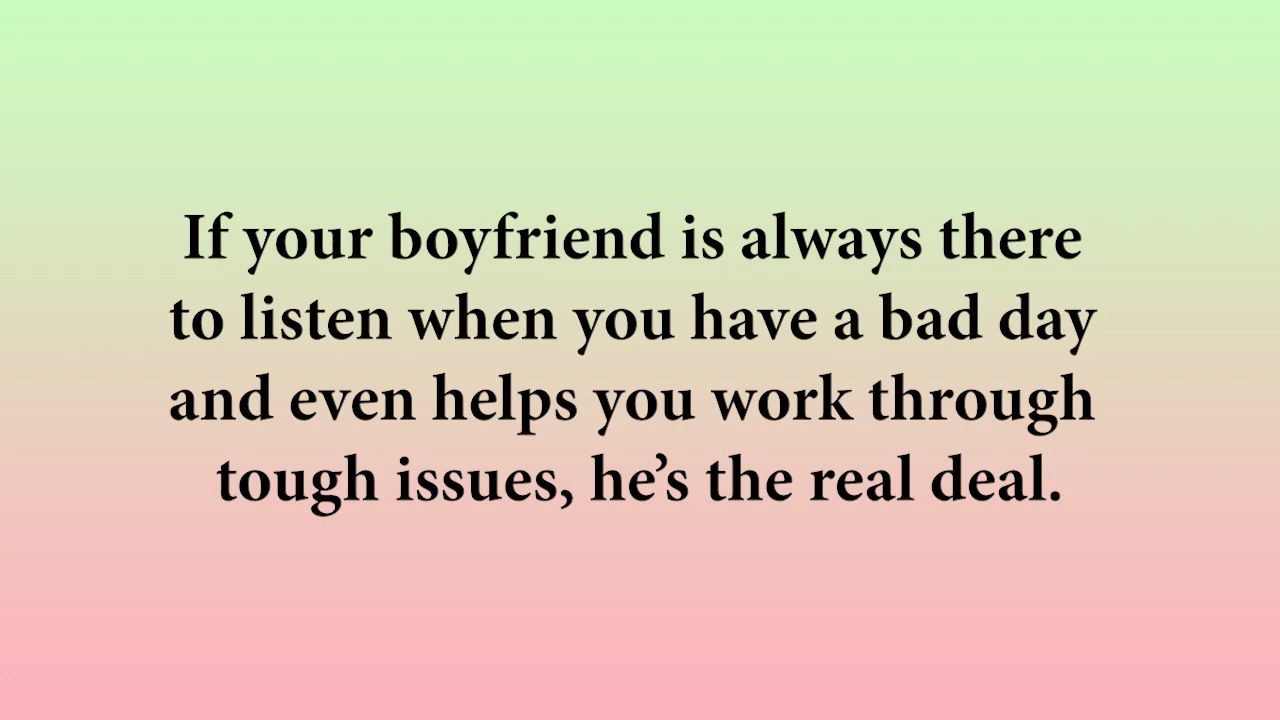 If your boyfriend is always there
to listen when you have a bad day
and even helps you work through
tough issues, he’s the real deal.